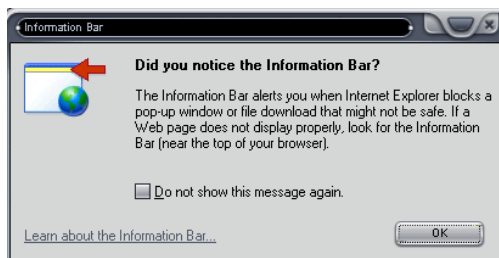 Information Bar
Did you notice the Information Bar?
The Information Bar alerts you when Internet Explorer blocks a
pop-up window or file download that might not be safe. If a
Web page does not display properly, look for the Information
Bar (near the top of your browser).
Do not show this message again.
Learn about the Information Bar...
OK